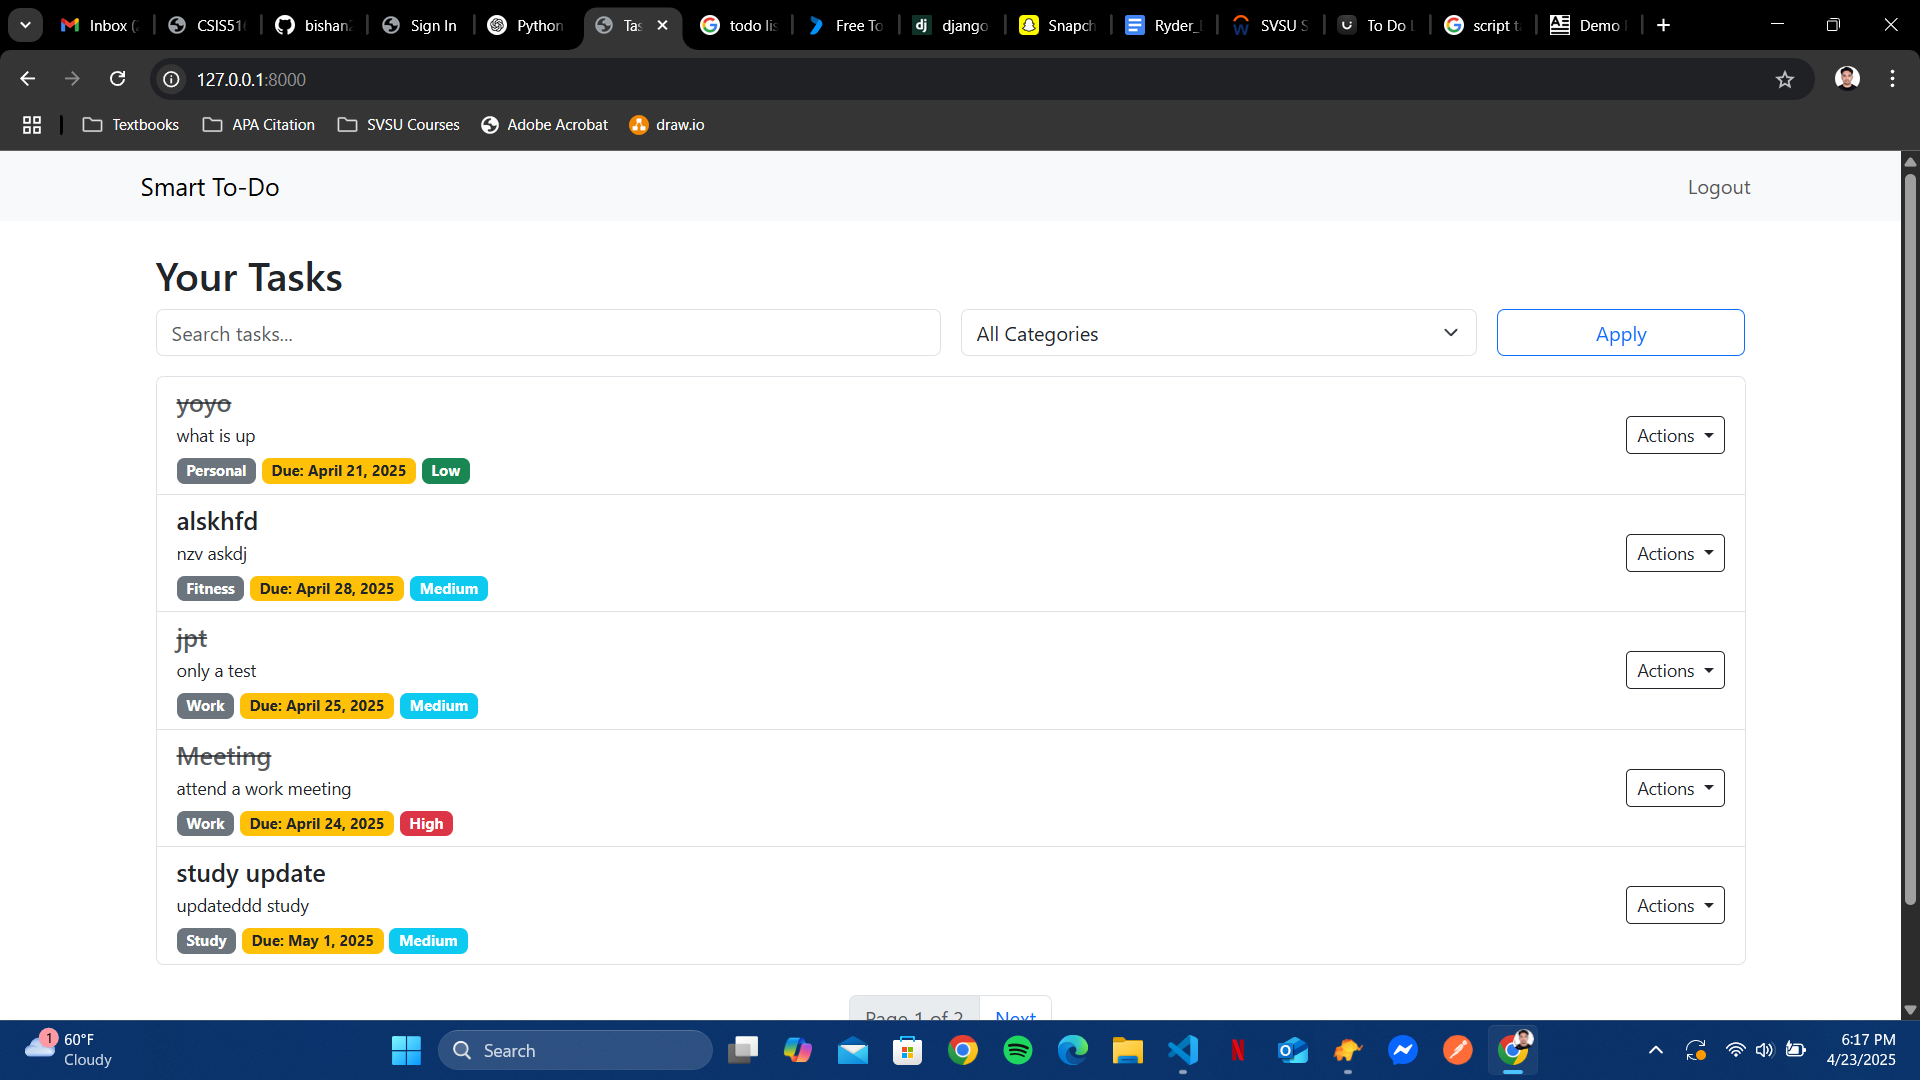 Inbox (
CSIS51
bishan
Sign In
Python
Tas
todo lis
Free To
dj
django
Snapch
Ryder_
SVSU S
To Do L
script t
Demo
127.0.0.1:8000
Textbooks
APA Citation
SVSU Courses
Adobe Acrobat
draw.io
Smart To-Do
Logout
Your Tasks
Search tasks...
All Categories
Apply
yoyo
what is up
Personal Due: April 21, 2025 Low
Actions
alskhfd
nzv askdj
Fitness Due: April 28, 2025 Medium
Actions
jpt
only a test
Work Due: April 25, 2025 Medium
Actions
Meeting
attend a work meeting
Work Due: April 24, 2025 High
Actions
study update
updateddd study
Study Due: May 1, 2025 Medium
Actions
Page 1 of 2 Next
1
60°F
Cloudy
Search
6:17 PM
4/23/2025